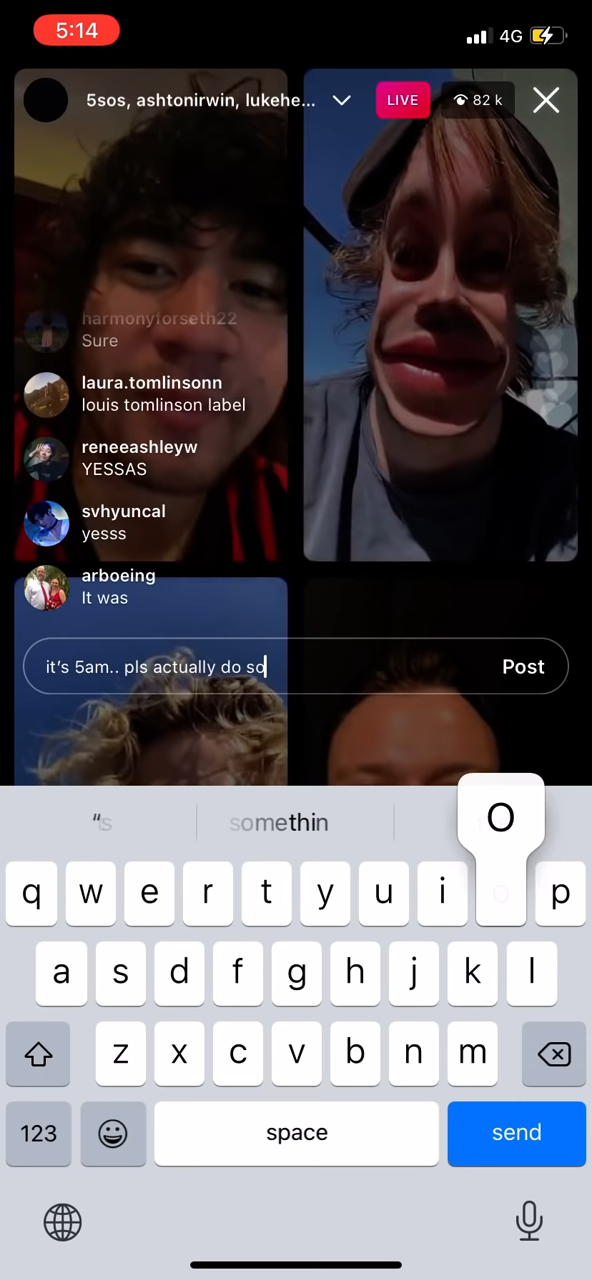 5:14
4G
5sos, ashtonirwin, lukehe...
LIVE
82 k
harmonyforseth22
Sure
laura.tomlinsonn
louis tomlinson label
reneeashleyw
YESSAS
svhyuncal
yesss
arboeing
It was
it's 5am.. pls actually do so
Post
“s
somethin
O
q w e r t y u i o p
a s d f g h j k l
z x c v b n m
123
space
send